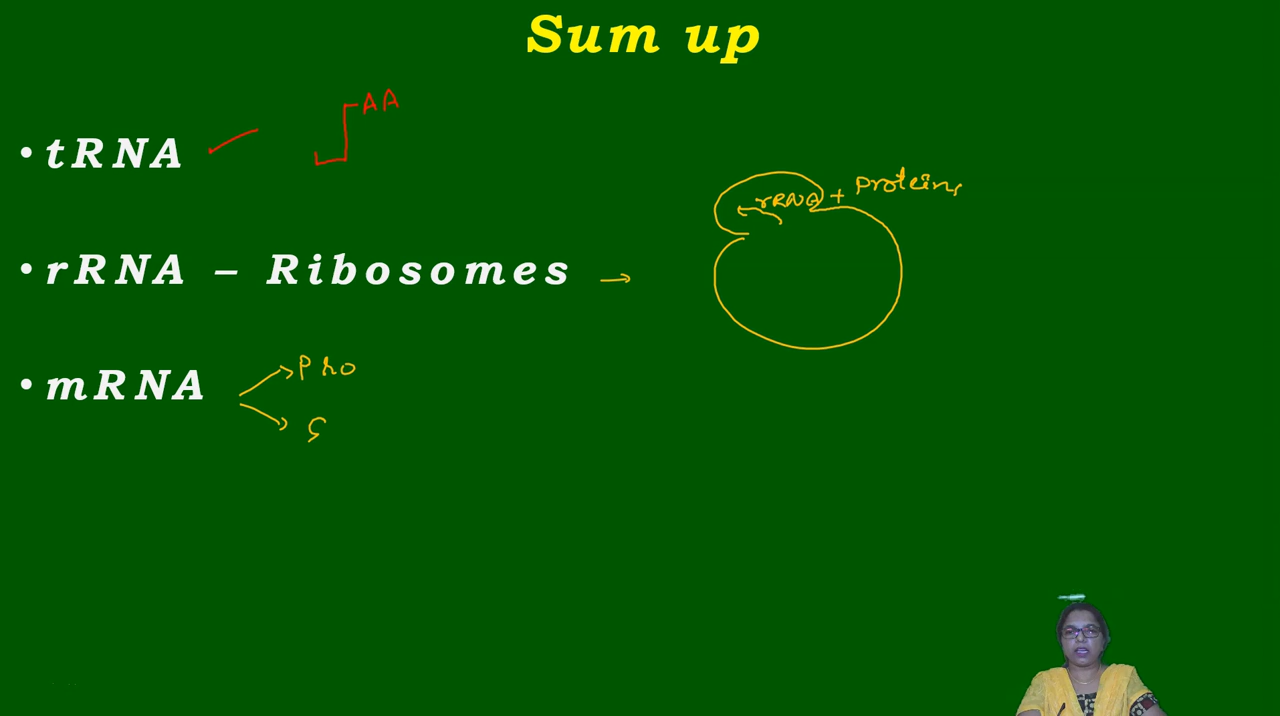 Sum up
AA
• tRNA
rRNA + Proteins
• rRNA – Ribosomes →
• mRNA
Pro